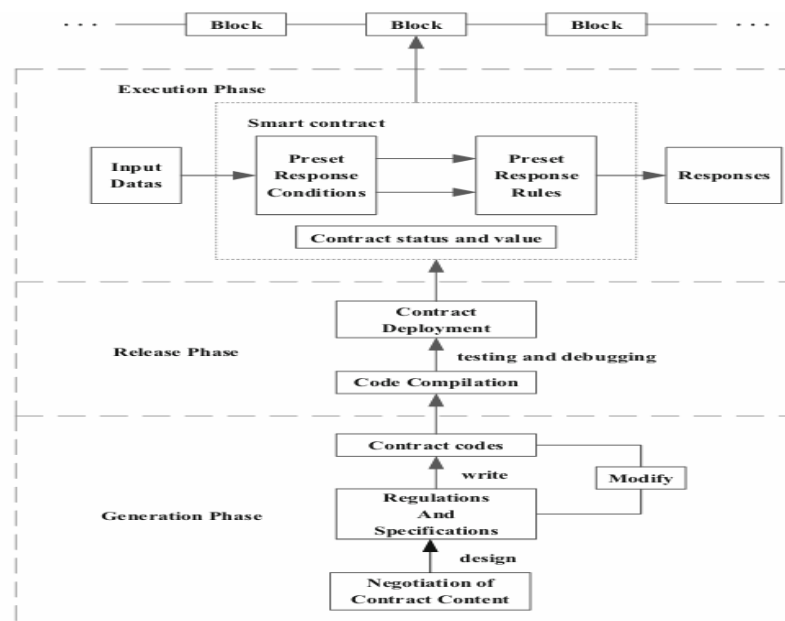 ... Block Block Block ...
Execution Phase
Smart contract
Input
Datas
Preset
Response
Conditions
Preset
Response
Rules
Responses
Contract status and value
Contract
Deployment
Release Phase
testing and debugging
Code Compilation
Contract codes
write
Modify
Regulations
And
Specifications
Generation Phase
design
Negotiation of
Contract Content